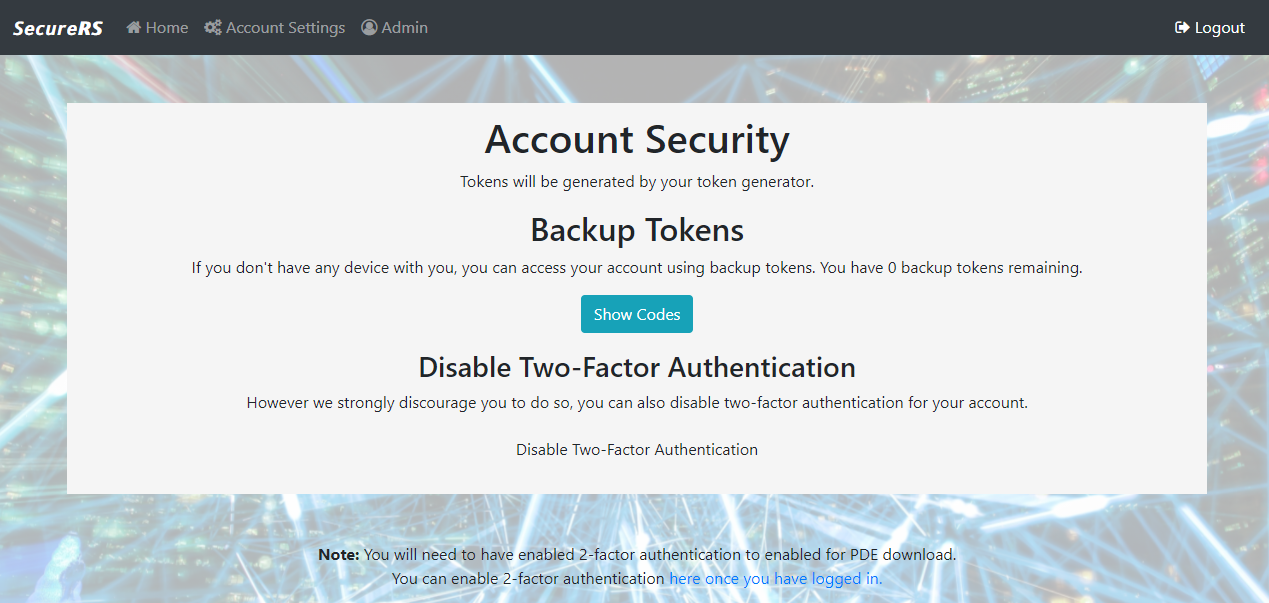 SecureRS Home Account Settings Admin Logout
Account Security
Tokens will be generated by your token generator.
Backup Tokens
If you don't have any device with you, you can access your account using backup tokens. You have 0 backup tokens remaining.
Show Codes
Disable Two-Factor Authentication
However we strongly discourage you to do so, you can also disable two-factor authentication for your account.
Disable Two-Factor Authentication
Note: You will need to have enabled 2-factor authentication to enabled for PDE download.
You can enable 2-factor authentication here once you have logged in.